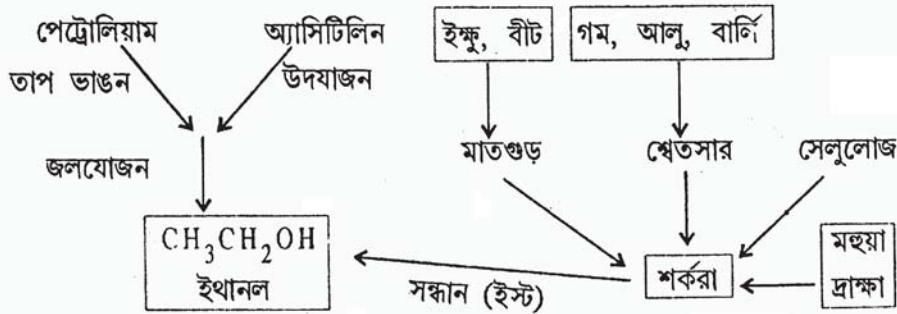 পেট্রোলিয়াম
অ্যাসিটিলিন
ইক্ষু, বীট
গম, আলু, বার্লি
তাপ ভাঙন
উদযাজন
জলযোজন
মাতগুড়
শ্বেতসার
সেলুলোজ
CH₃CH₂OH
ইথানল
সন্ধান (ইস্ট)
শর্করা
মহুয়া
দ্রাক্ষা